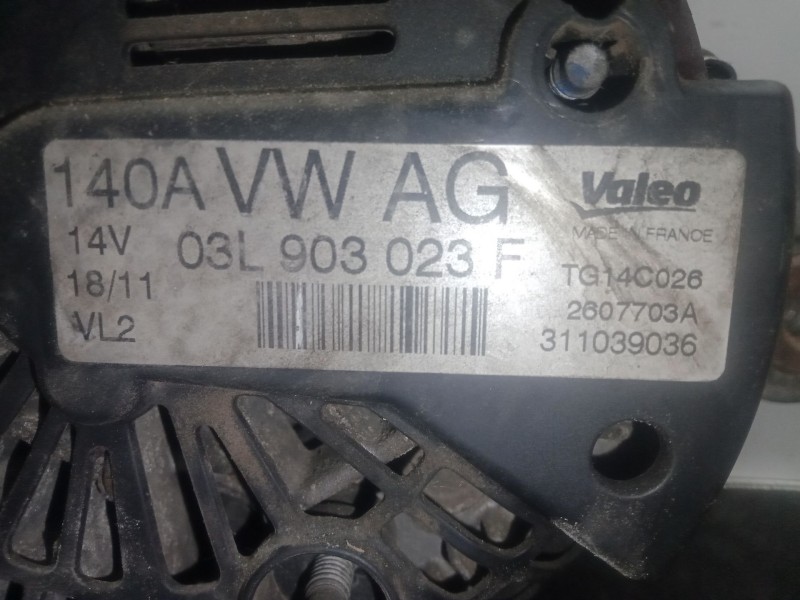 140A VW AG
14V 03L 903 023 F
18/11
VL2
Valeo
MADE IN FRANCE
TG14C026
2607703A
311039036